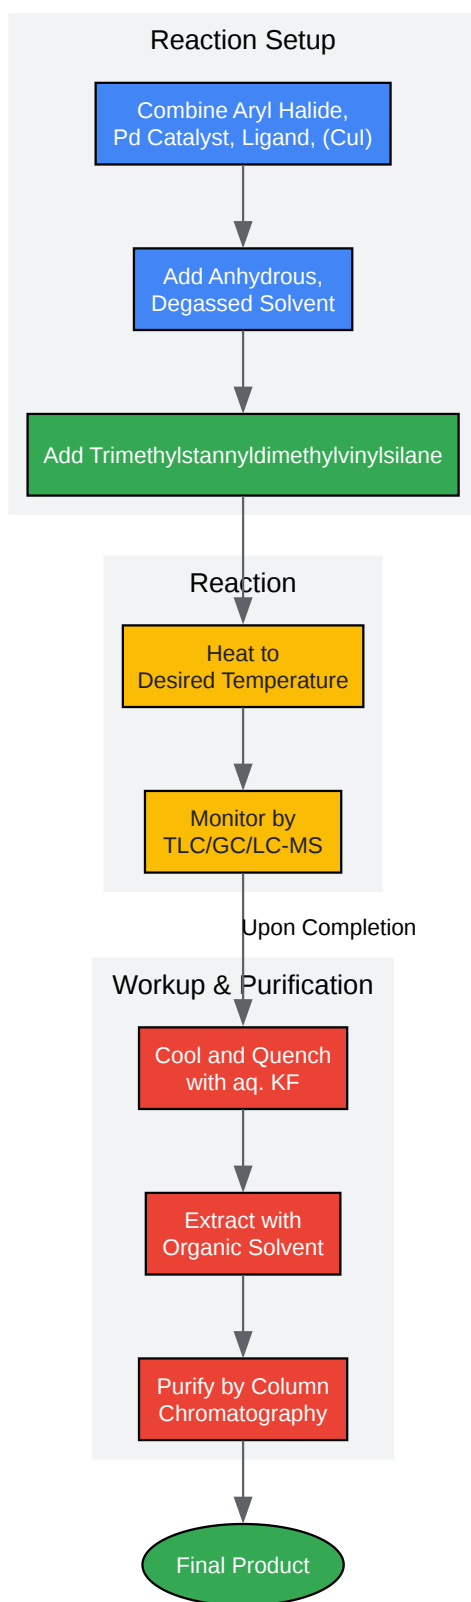 Reaction Setup
Combine Aryl Halide,
Pd Catalyst, Ligand, (CuI)
Add Anhydrous,
Degassed Solvent
Add Trimethylstannyldimethylvinylsilane
Reaction
Heat to
Desired Temperature
Monitor by
TLC/GC/LC-MS
Upon Completion
Workup & Purification
Cool and Quench
with aq. KF
Extract with
Organic Solvent
Purify by Column
Chromatography
Final Product